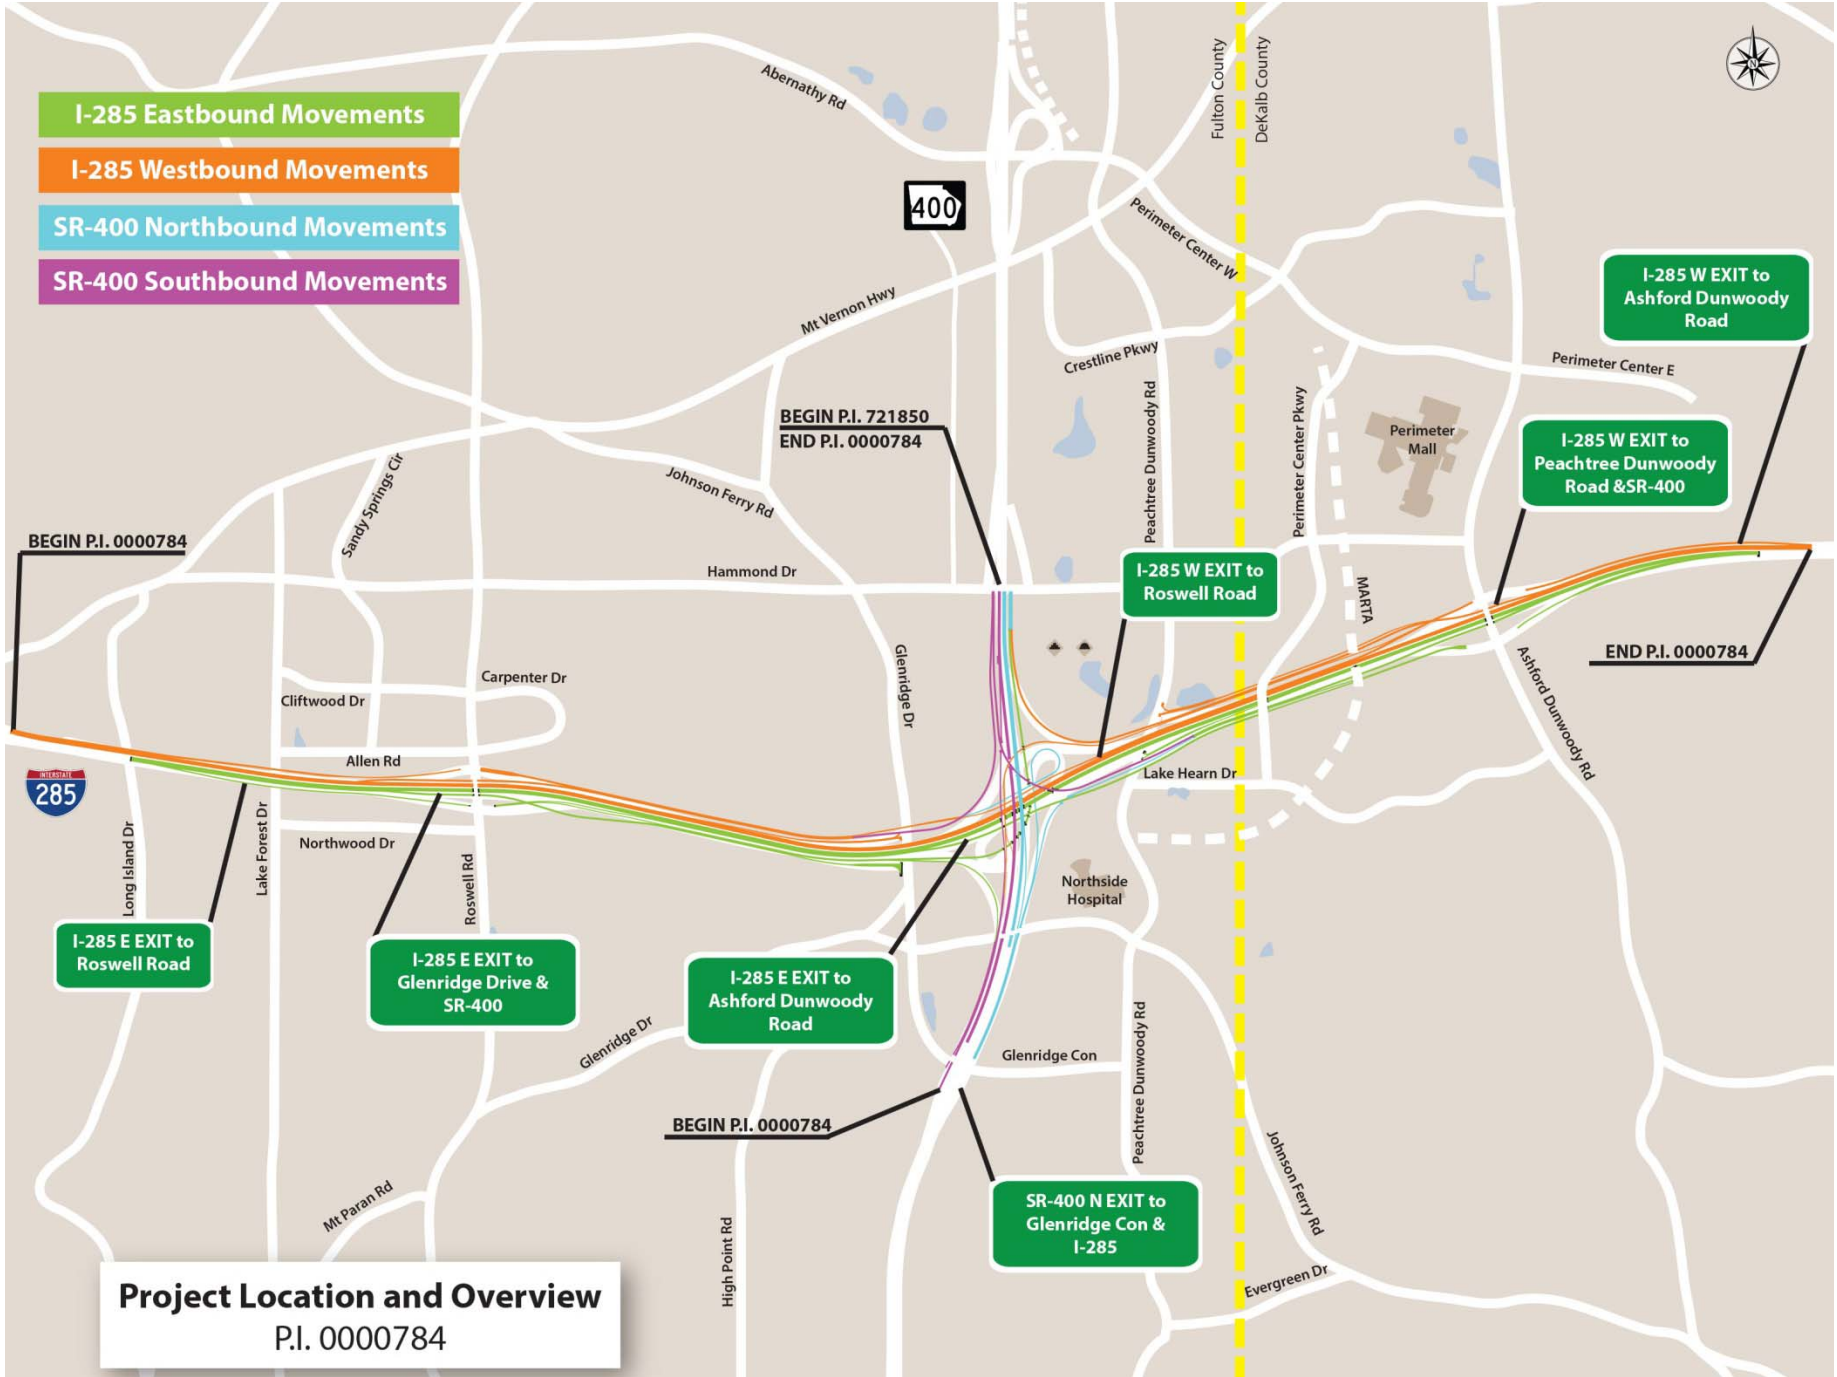 I-285 Eastbound Movements
I-285 Westbound Movements
SR-400 Northbound Movements
SR-400 Southbound Movements
Abernathy Rd
Fulton County
DeKalb County
N
400
Perimeter Center W
Mt Vernon Hwy
Crestline Pkwy
I-285 W EXIT to
Ashford Dunwoody
Road
Perimeter Center E
BEGIN P.I. 721850
END P.I. 0000784
Peachtree Dunwoody Rd
Perimeter Center Pkwy
Perimeter
Mall
I-285 W EXIT to
Peachtree Dunwoody
Road &SR-400
Sandy Springs Cir
Johnson Ferry Rd
BEGIN P.I. 0000784
Hammond Dr
I-285 W EXIT to
Roswell Road
MARTA
END P.I. 0000784
Carpenter Dr
Cliftwood Dr
Glenridge Dr
Ashford Dunwoody Rd
Allen Rd
INTERSTATE
285
Lake Hearn Dr
Long Island Dr
Lake Forest Dr
Northwood Dr
Roswell Rd
Northside
Hospital
I-285 E EXIT to
Roswell Road
I-285 E EXIT to
Glenridge Drive &
SR-400
I-285 E EXIT to
Ashford Dunwoody
Road
Glenridge Dr
Glenridge Con
Peachtree Dunwoody Rd
BEGIN P.I. 0000784
Johnson Ferry Rd
Mt Paran Rd
High Point Rd
SR-400 N EXIT to
Glenridge Con &
I-285
Evergreen Dr
Project Location and Overview
P.I. 0000784